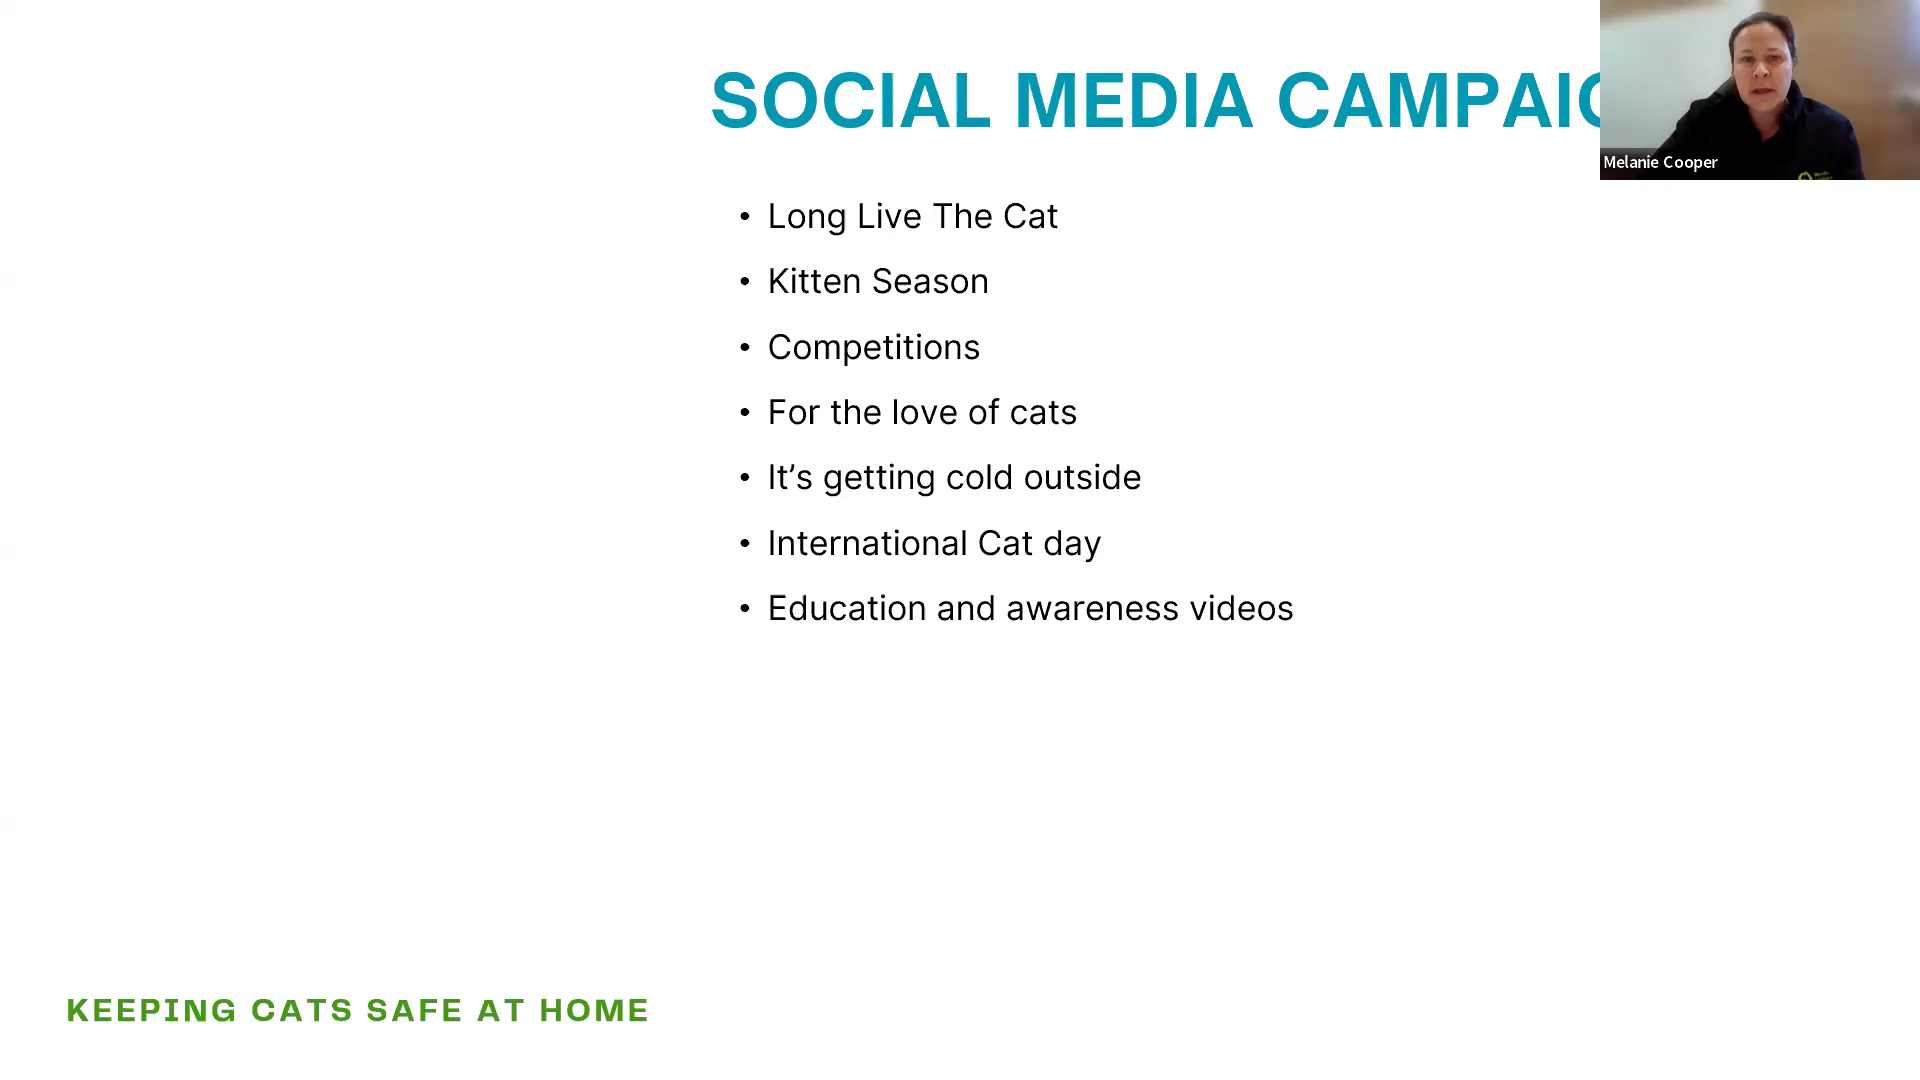 SOCIAL MEDIA CAMPAI
Melanie Cooper
• Long Live The Cat
• Kitten Season
• Competitions
• For the love of cats
• It’s getting cold outside
• International Cat day
• Education and awareness videos
KEEPING CATS SAFE AT HOME